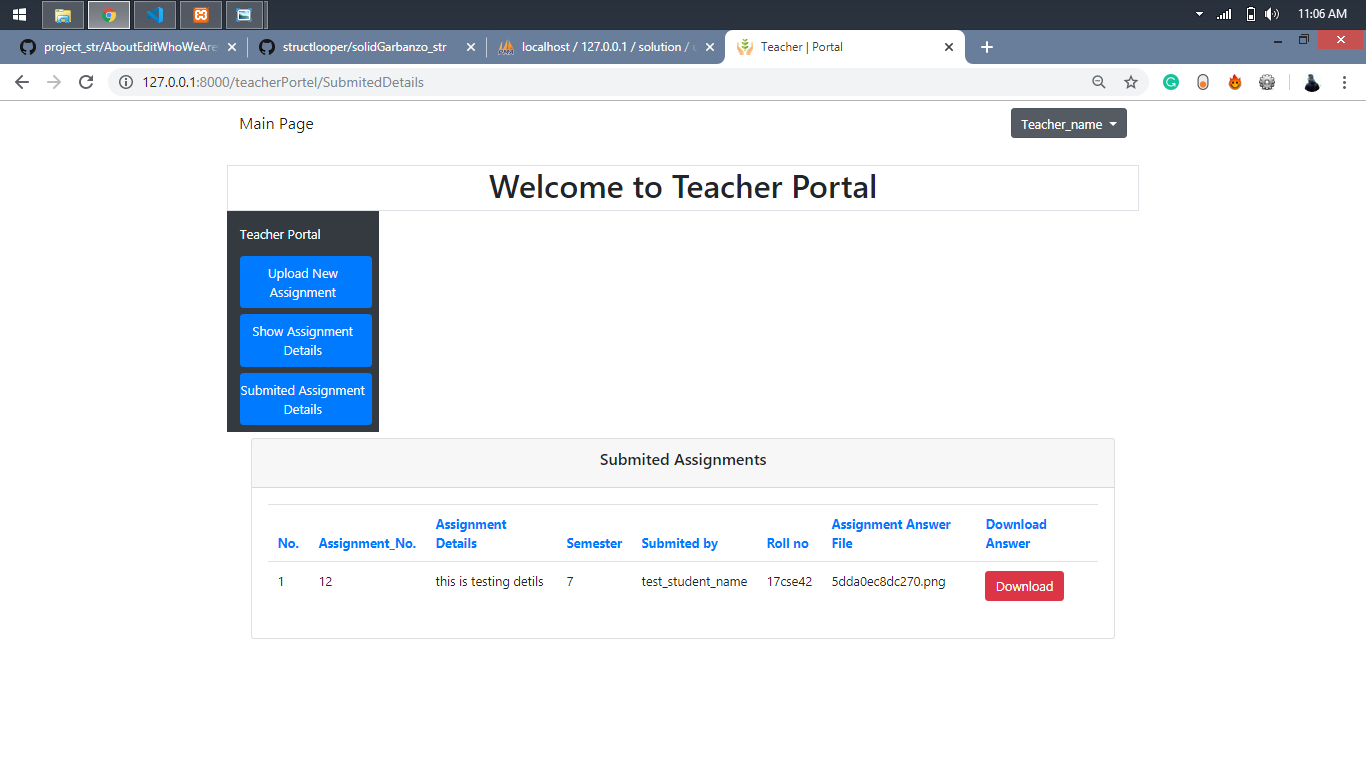 11:06 AM
project_str/AboutEditWhoWeAre
structlooper/solidGarbanzo_str
localhost / 127.0.0.1 / solution /
Teacher | Portal
127.0.0.1:8000/teacherPortel/SubmitedDetails
Main Page
Teacher_name
Welcome to Teacher Portal
Teacher Portal
Upload New
Assignment
Show Assignment
Details
Submited Assignment
Details
Submited Assignments
No. Assignment_No. Assignment Details Semester Submited by Roll no Assignment Answer File Download Answer
1 12 this is testing detils 7 test_student_name 17cse42 5dda0ec8dc270.png Download